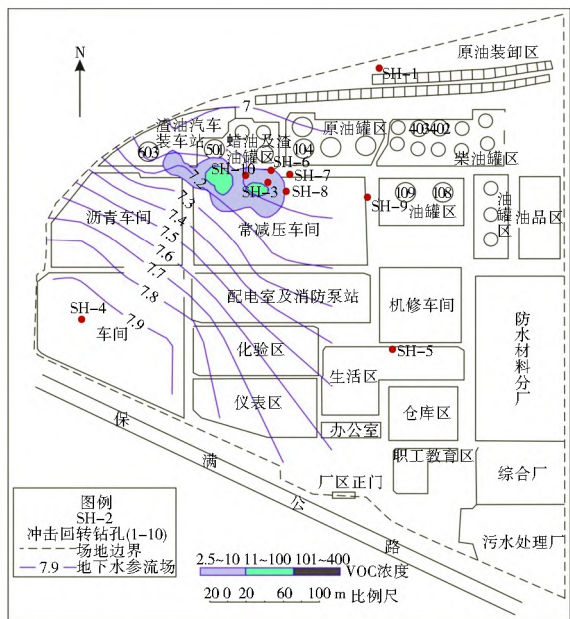 N
原油装卸区
SH-1
7
渣油汽车
装车站
蜡油及渣
油罐区
原油罐区
柴油罐区
603
501
104
403
402
SH-10
SH-6
SH-7
SH-3
SH-8
SH-9
109
108
油罐区
油罐区
油品区
7.2
7.3
7.4
7.5
7.6
7.7
7.8
7.9
沥青车间
常减压车间
配电室及消防泵站
机修车间
SH-4
车间
化验区
SH-5
生活区
防水材料分厂
仪表区
仓库区
办公室
职工教育区
综合厂
厂区正门
污水处理厂
保满公路
图例
SH-2
冲击回转钻孔(1-10)
场地边界
7.9 地下水参流场
2.5~10 11~100 101~400
VOC浓度
20 0 20 100 m 比例尺